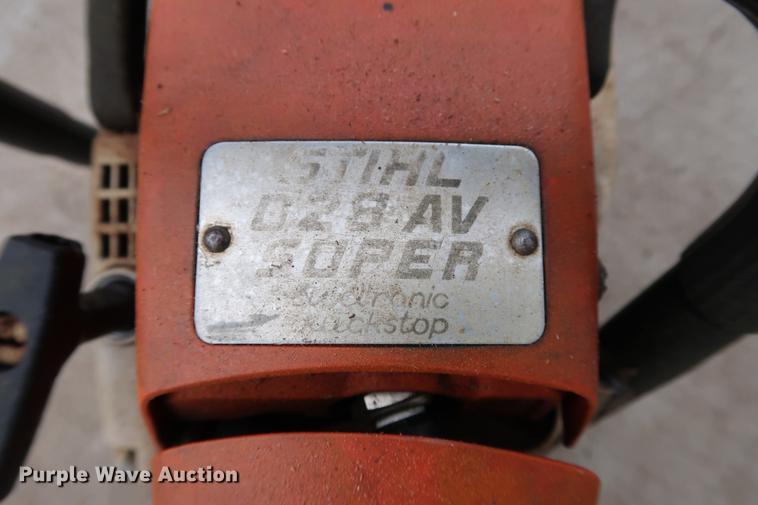 STIHL
028 AV
SUPER
electronic
quickstop
Purple Wave Auction